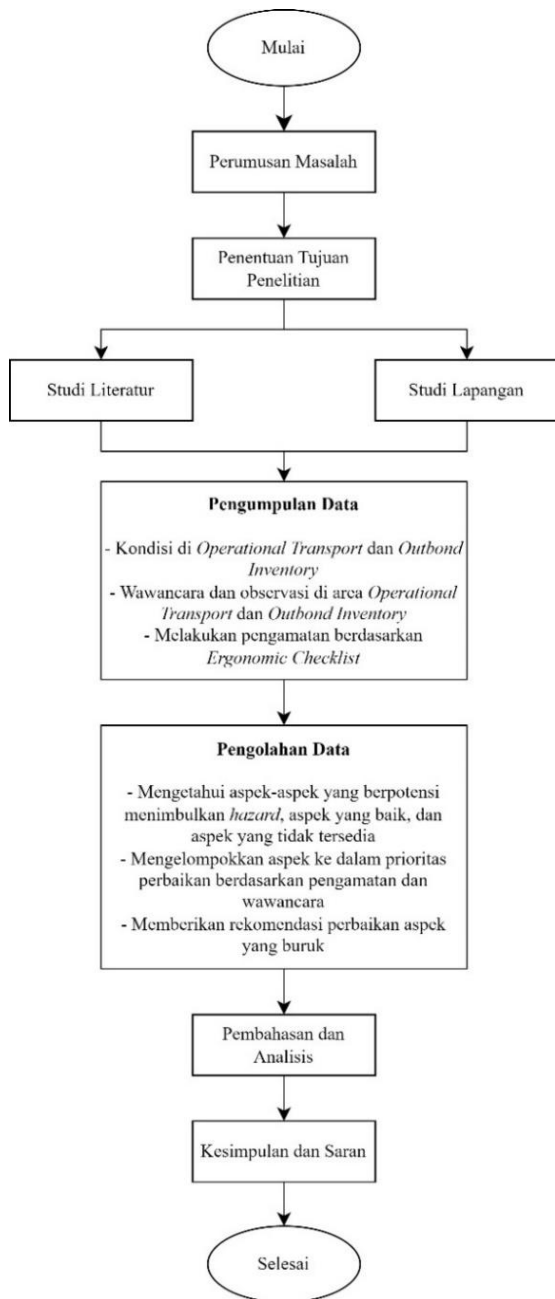 Mulai
Perumusan Masalah
Penentuan Tujuan
Penelitian
Studi Literatur
Studi Lapangan
Pengumpulan Data
- Kondisi di Operational Transport dan Outbond
Inventory
- Wawancara dan observasi di area Operational
Transport dan Outbond Inventory
- Melakukan pengamatan berdasarkan
Ergonomic Checklist
Pengolahan Data
- Mengetahui aspek-aspek yang berpotensi
menimbulkan hazard, aspek yang baik, dan
aspek yang tidak tersedia
- Mengelompokkan aspek ke dalam prioritas
perbaikan berdasarkan pengamatan dan
wawancara
- Memberikan rekomendasi perbaikan aspek
yang buruk
Pembahasan dan
Analisis
Kesimpulan dan Saran
Selesai